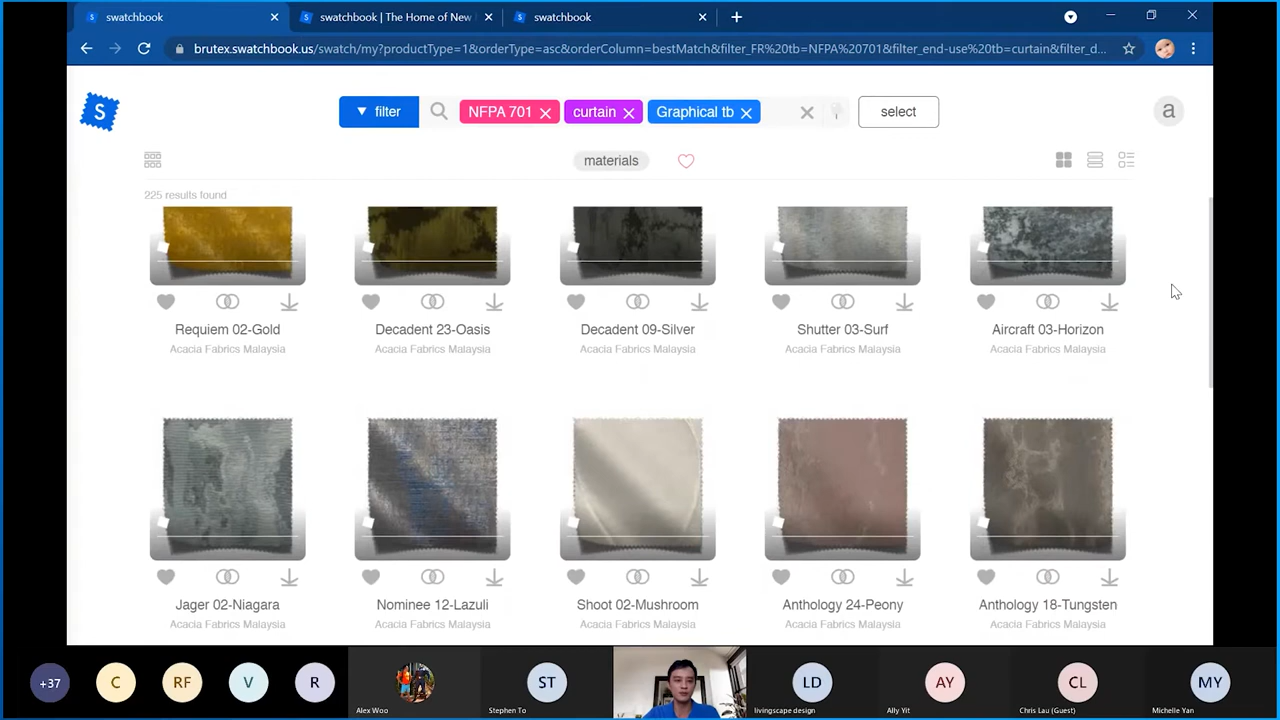 swatchbook
swatchbook | The Home of New
swatchbook
brutex.swatchbook.us/swatch/my?productType=1&orderType=asc&orderColumn=bestMatch&filter_FR%20tb=NFPA%20701&filter_end-use%20tb=curtain&filter_d...
S
filter
NFPA 701
curtain
Graphical tb
select
a
materials
225 results found
Requiem 02-Gold
Acacia Fabrics Malaysia
Decadent 23-Oasis
Acacia Fabrics Malaysia
Decadent 09-Silver
Acacia Fabrics Malaysia
Shutter 03-Surf
Acacia Fabrics Malaysia
Aircraft 03-Horizon
Acacia Fabrics Malaysia
Jager 02-Niagara
Acacia Fabrics Malaysia
Nominee 12-Lazuli
Acacia Fabrics Malaysia
Shoot 02-Mushroom
Acacia Fabrics Malaysia
Anthology 24-Peony
Acacia Fabrics Malaysia
Anthology 18-Tungsten
Acacia Fabrics Malaysia
+37
C
RF
V
R
Alex Woo
ST
Stephen To
LD
livingscape design
AY
Ally Yit
CL
Chris Lau (Guest)
MY
Michelle Yan